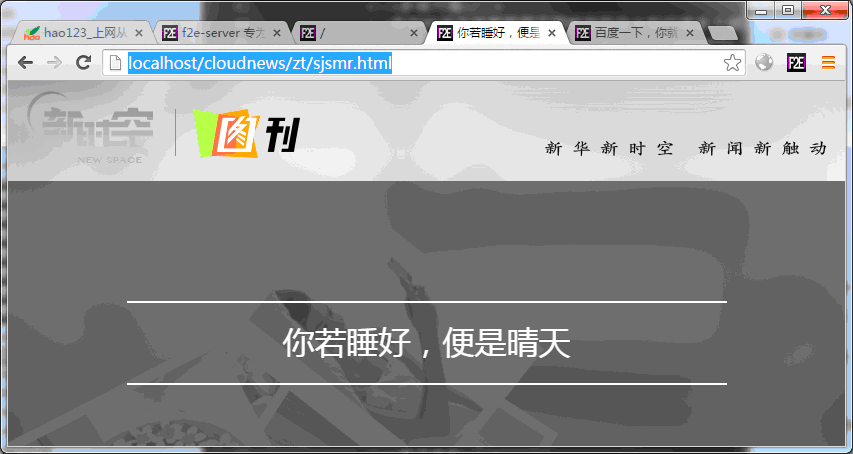 hao123_上网从
f2e-server 专为
/
你若睡好，便是
百度一下，你就
localhost/cloudnews/zt/sjsmr.html
F2E
新时空
NEW SPACE
图刊
新华新时空 新闻新触动
你若睡好，便是晴天